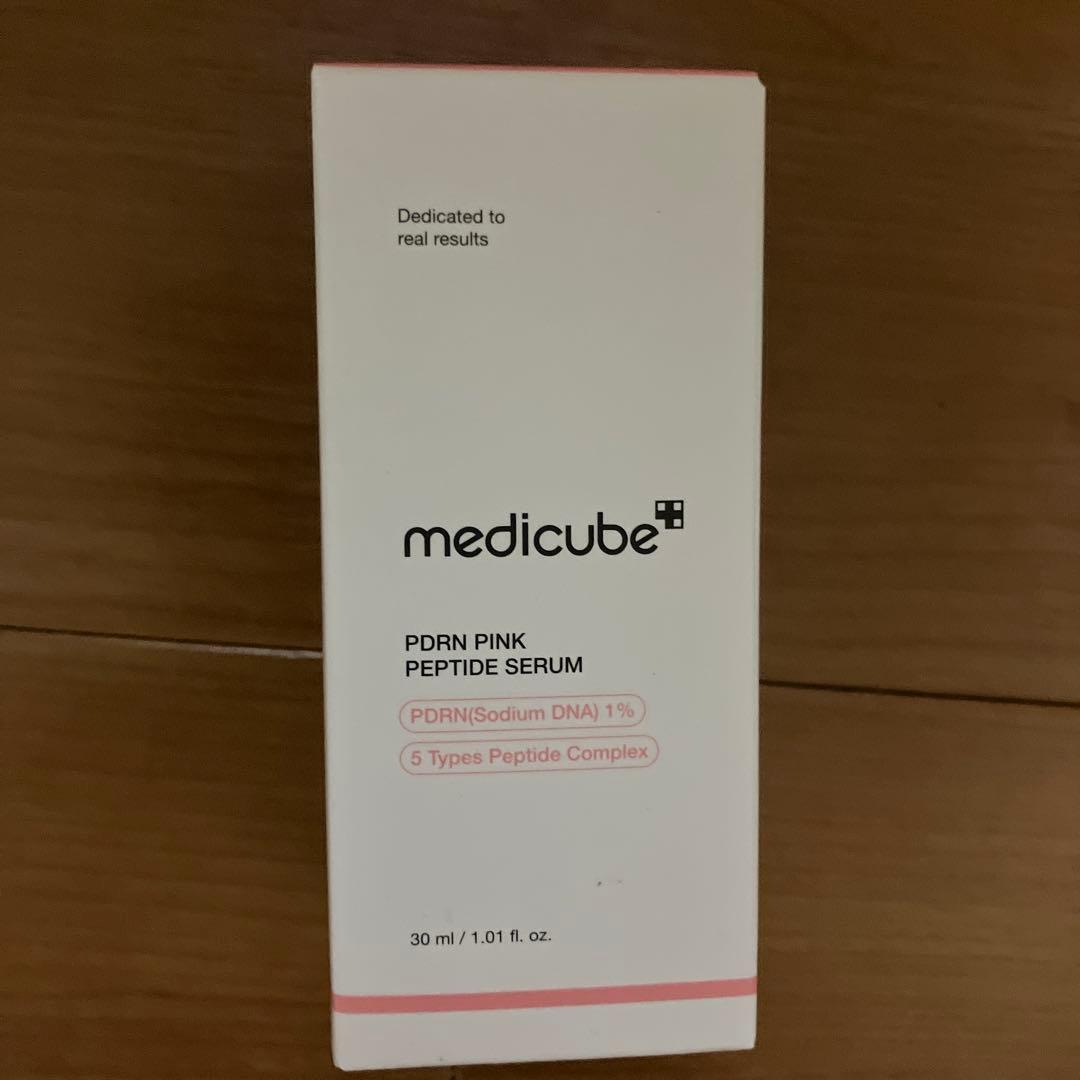 Dedicated to
real results
medicube
PDRN PINK
PEPTIDE SERUM
PDRN(Sodium DNA) 1%
5 Types Peptide Complex
30 ml / 1.01 fl. oz.